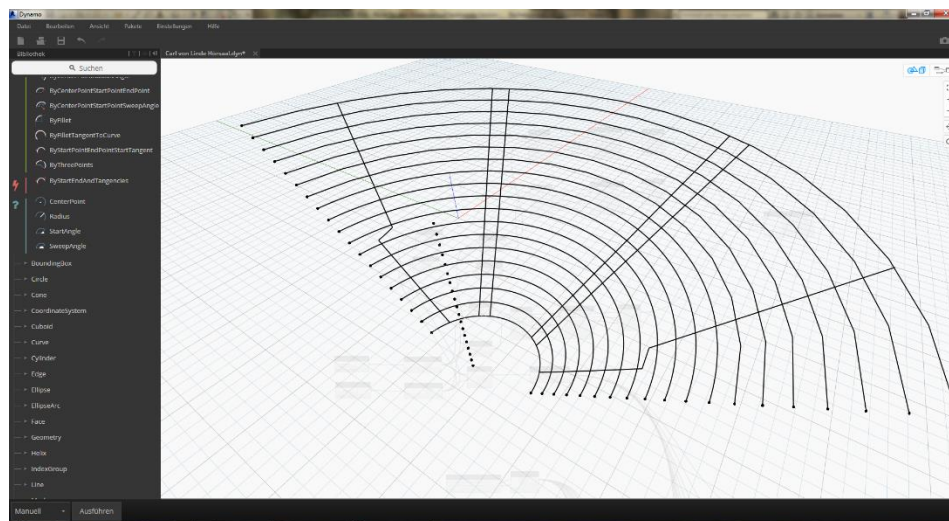 Dynamo
Datei Bearbeiten Ansicht Pakete Einstellungen Hilfe
Bibliothek
Carl von Linde Hörsaal.dyn*
Suchen
ByCenterPointStartPointEndPoint
ByCenterPointStartPointSweepAngle
ByFillet
ByFilletTangentToCurve
ByStartPointEndPointStartTangent
ByThreePoints
ByStartEndAndTangencies
CenterPoint
Radius
StartAngle
SweepAngle
BoundingBox
Circle
Cone
CoordinateSystem
Cuboid
Curve
Cylinder
Edge
Ellipse
EllipseArc
Face
Geometry
Helix
IndexGroup
Line
Manuell
Ausführen